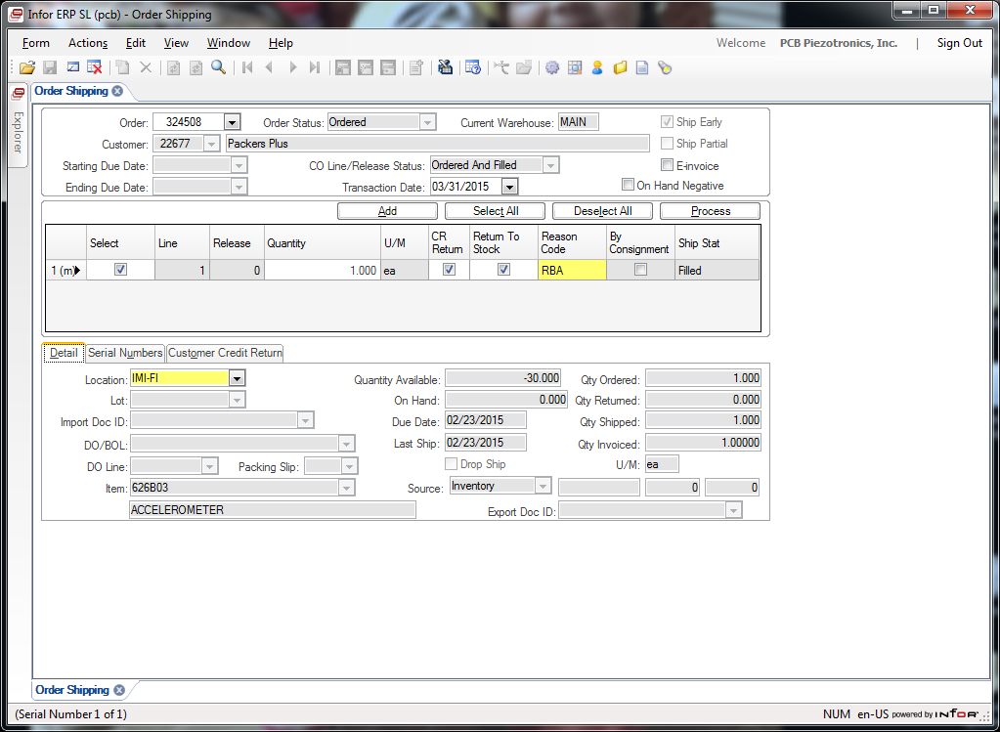 Infor ERP SL (pcb) - Order Shipping
Form Actions Edit View Window Help Welcome PCB Piezotronics, Inc. | Sign Out
Explorer
Order Shipping
Order: 324508 Order Status: Ordered Current Warehouse: MAIN Ship Early
Customer: 22677 Packers Plus Ship Partial
Starting Due Date: CO Line/Release Status: Ordered And Filled E-invoice
Ending Due Date: Transaction Date: 03/31/2015 On Hand Negative
Add Select All Deselect All Process
Select Line Release Quantity U/M CR Return Return To Stock Reason Code By Consignment Ship Stat
1 (m) 1 0 1.000 ea RBA Filled
Detail Serial Numbers Customer Credit Return
Location: IMI-FI Quantity Available: -30.000 Qty Ordered: 1.000
Lot: On Hand: 0.000 Qty Returned: 0.000
Import Doc ID: Due Date: 02/23/2015 Qty Shipped: 1.000
DO/BOL: Last Ship: 02/23/2015 Qty Invoiced: 1.00000
DO Line: Packing Slip: Drop Ship U/M: ea
Item: 626B03 Source: Inventory 0 0
ACCELEROMETER Export Doc ID:
Order Shipping
(Serial Number 1 of 1) NUM en-US powered by infor